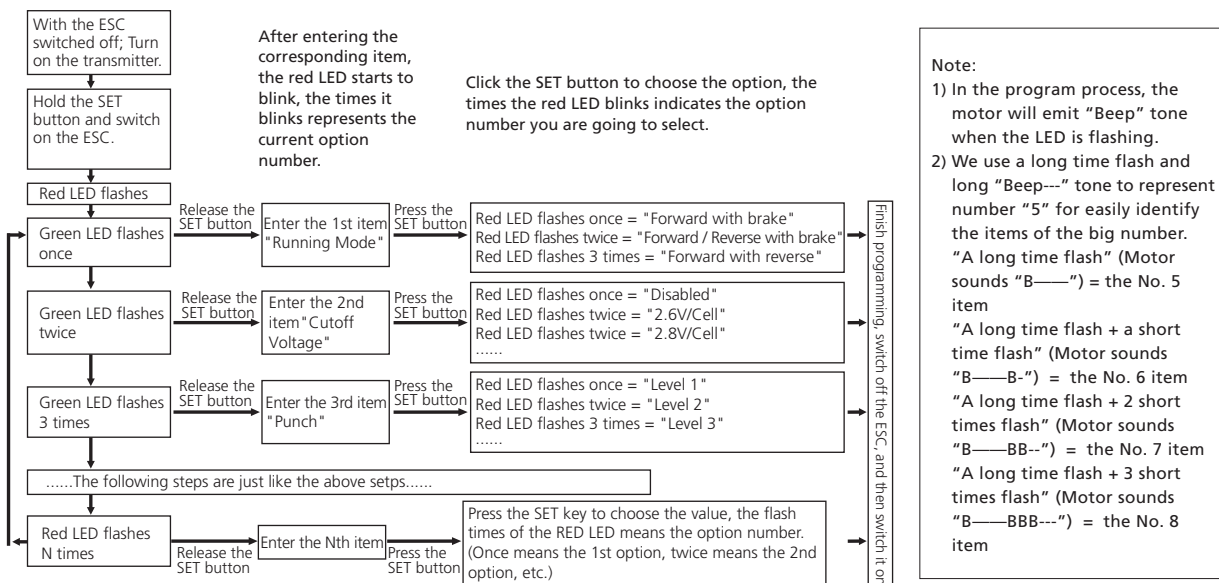 With the ESC
switched off; Turn
on the transmitter.
Hold the SET
button and switch
on the ESC.
Red LED flashes
After entering the
corresponding item,
the red LED starts to
blink, the times it
blinks represents the
current option
number.
Click the SET button to choose the option, the
times the red LED blinks indicates the option
number you are going to select.
Green LED flashes
once
Release the
SET button
Enter the 1st item
"Running Mode"
Press the
SET button
Red LED flashes once = "Forward with brake"
Red LED flashes twice = "Forward / Reverse with brake"
Red LED flashes 3 times = "Forward with reverse"
Green LED flashes
twice
Release the
SET button
Enter the 2nd
item"Cutoff
Voltage"
Press the
SET button
Red LED flashes once = "Disabled"
Red LED flashes twice = "2.6V/Cell"
Red LED flashes twice = "2.8V/Cell"
......
Green LED flashes
3 times
Release the
SET button
Enter the 3rd item
"Punch"
Press the
SET button
Red LED flashes once = "Level 1"
Red LED flashes twice = "Level 2"
Red LED flashes 3 times = "Level 3"
......
......The following steps are just like the above setps......
Red LED flashes
N times
Release the
SET button
Enter the Nth item
Press the
SET button
Press the SET key to choose the value, the flash
times of the RED LED means the option number.
(Once means the 1st option, twice means the 2nd
option, etc.)
Finish programming, switch off the ESC, and then switch it on
Note:
1) In the program process, the
motor will emit “Beep” tone
when the LED is flashing.
2) We use a long time flash and
long “Beep---” tone to represent
number “5” for easily identify
the items of the big number.
“A long time flash” (Motor
sounds “B——”) = the No. 5
item
“A long time flash + a short
time flash” (Motor sounds
“B——B-”) = the No. 6 item
“A long time flash + 2 short
times flash” (Motor sounds
“B——BB--”) = the No. 7 item
“A long time flash + 3 short
times flash” (Motor sounds
“B——BBB---”) = the No. 8
item